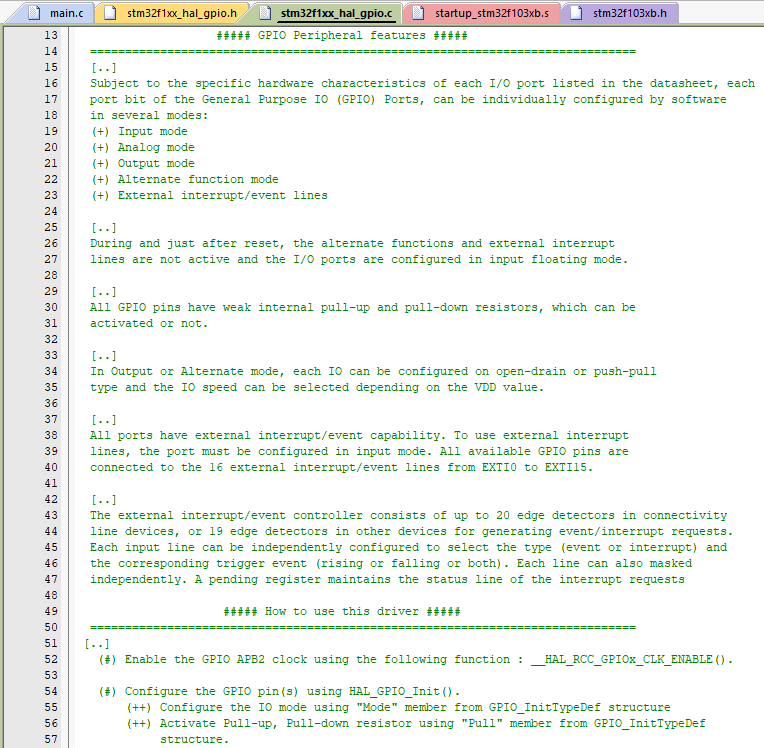 main.c stm32f1xx_hal_gpio.h stm32f1xx_hal_gpio.c startup_stm32f103xb.s stm32f103xb.h
13 ##### GPIO Peripheral features #####
14 ==============================================================================
15 [..]
16 Subject to the specific hardware characteristics of each I/O port listed in the datasheet, each
17 port bit of the General Purpose IO (GPIO) Ports, can be individually configured by software
18 in several modes:
19 (+) Input mode
20 (+) Analog mode
21 (+) Output mode
22 (+) Alternate function mode
23 (+) External interrupt/event lines
24
25 [..]
26 During and just after reset, the alternate functions and external interrupt
27 lines are not active and the I/O ports are configured in input floating mode.
28
29 [..]
30 All GPIO pins have weak internal pull-up and pull-down resistors, which can be
31 activated or not.
32
33 [..]
34 In Output or Alternate mode, each IO can be configured on open-drain or push-pull
35 type and the IO speed can be selected depending on the VDD value.
36
37 [..]
38 All ports have external interrupt/event capability. To use external interrupt
39 lines, the port must be configured in input mode. All available GPIO pins are
40 connected to the 16 external interrupt/event lines from EXTI0 to EXTI15.
41
42 [..]
43 The external interrupt/event controller consists of up to 20 edge detectors in connectivity
44 line devices, or 19 edge detectors in other devices for generating event/interrupt requests.
45 Each input line can be independently configured to select the type (event or interrupt) and
46 the corresponding trigger event (rising or falling or both). Each line can also masked
47 independently. A pending register maintains the status line of the interrupt requests
48
49 ##### How to use this driver #####
50 ==============================================================================
51 [..]
52 (#) Enable the GPIO APB2 clock using the following function : __HAL_RCC_GPIOx_CLK_ENABLE().
53
54 (#) Configure the GPIO pin(s) using HAL_GPIO_Init().
55 (++) Configure the IO mode using "Mode" member from GPIO_InitTypeDef structure
56 (++) Activate Pull-up, Pull-down resistor using "Pull" member from GPIO_InitTypeDef
57 structure.